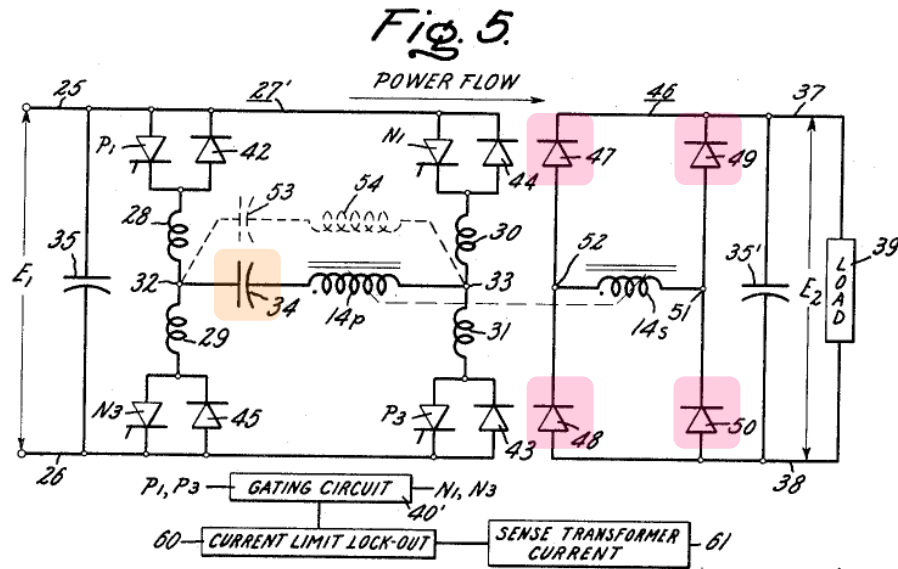 Fig. 5.
POWER FLOW
25
27'
46
37
P1
42
N1
44
47
49
53
54
28
30
35
E1
32
34
14p
33
52
14s
51
35'
E2
LOAD
39
29
31
N3
45
P3
43
48
50
26
38
P1, P3
GATING CIRCUIT
N1, N3
40'
60
CURRENT LIMIT LOCK-OUT
SENSE TRANSFORMER
CURRENT
61